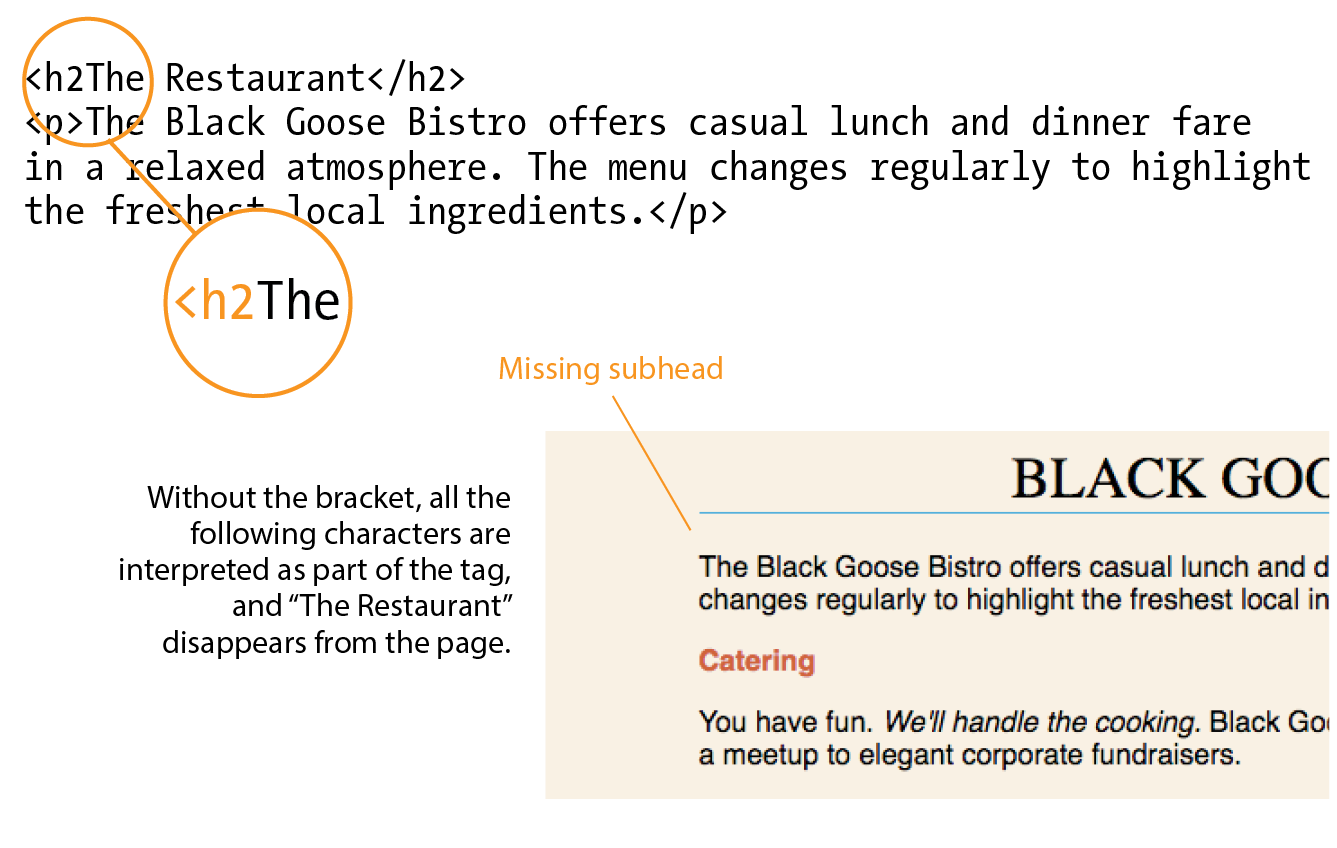 <h2The Restaurant</h2>
<p>The Black Goose Bistro offers casual lunch and dinner fare
in a relaxed atmosphere. The menu changes regularly to highlight
the freshest local ingredients.</p>
<h2The
Missing subhead
Without the bracket, all the
following characters are
interpreted as part of the tag,
and “The Restaurant”
disappears from the page.
BLACK GOO
The Black Goose Bistro offers casual lunch and d
changes regularly to highlight the freshest local in
Catering
You have fun. We'll handle the cooking. Black Goo
a meetup to elegant corporate fundraisers.